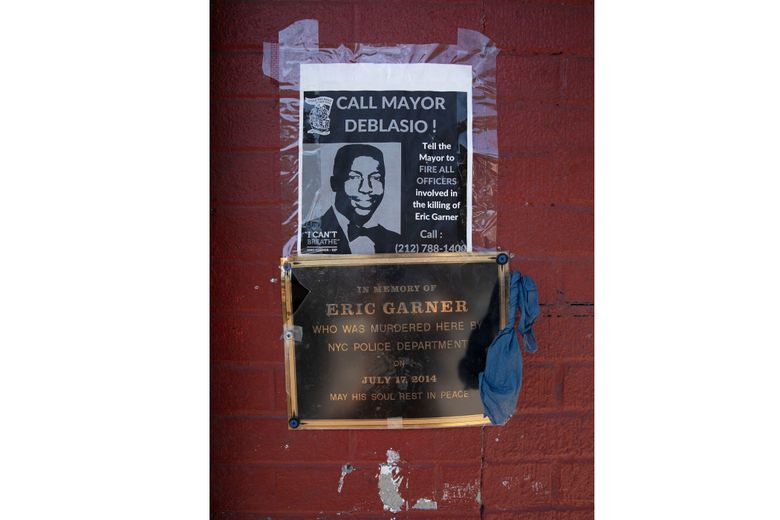 CALL MAYOR
DEBLASIO !
Tell the
Mayor to
FIRE ALL
OFFICERS
involved in
the killing of
Eric Garner
Call :
(212) 788-1400
"I CAN'T
BREATHE"
IN MEMORY OF
ERIC GARNER
WHO WAS MURDERED HERE BY
NYC POLICE DEPARTMENT
ON
JULY 17, 2014
MAY HIS SOUL REST IN PEACE